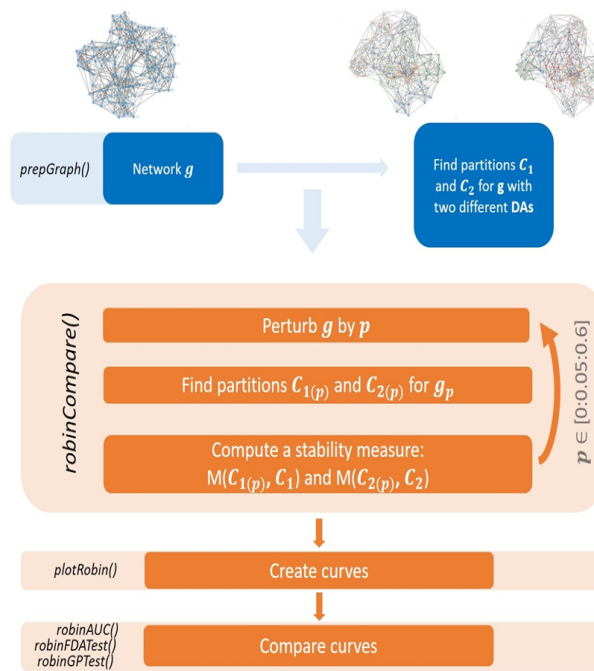 prepGraph()
Network g
Find partitions C₁
and C₂ for g with
two different DAs
robinCompare()
Perturb g by p
Find partitions C₁₍ₚ₎ and C₂₍ₚ₎ for gₚ
Compute a stability measure:
M(C₁₍ₚ₎, C₁) and M(C₂₍ₚ₎, C₂)
p ∈ [0:0.05:0.6]
plotRobin()
Create curves
robinAUC()
robinFDATest()
robinGPTest()
Compare curves